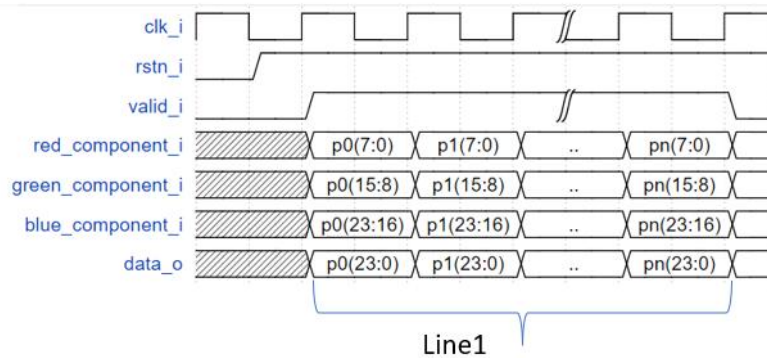 clk_i
rstn_i
valid_i
red_component_i p0(7:0) p1(7:0) .. pn(7:0)
green_component_i p0(15:8) p1(15:8) .. pn(15:8)
blue_component_i p0(23:16) p1(23:16) .. pn(23:16)
data_o p0(23:0) p1(23:0) .. pn(23:0)
Line1